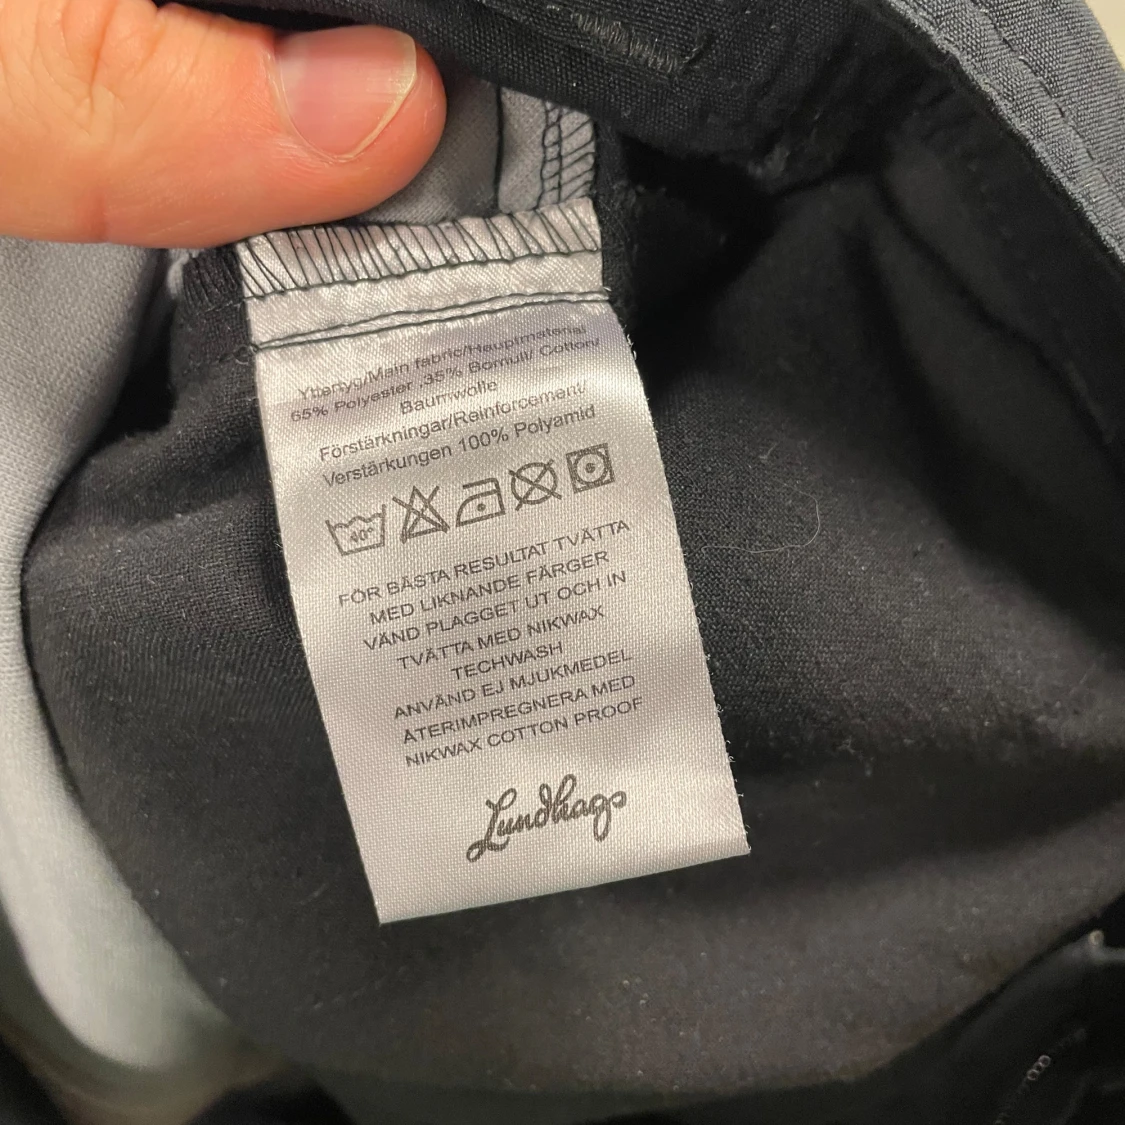 Yttertyg/Main fabric/Hauptmaterial
65% Polyester ,35% Bomull/ Cotton/
Baumwolle
Förstärkningar/Reinforcement/
Verstärkungen 100% Polyamid
40°
FÖR BÄSTA RESULTAT TVÄTTA
MED LIKNANDE FÄRGER
VÄND PLAGGET UT OCH IN
TVÄTTA MED NIKWAX
TECHWASH
ANVÄND EJ MJUKMEDEL
ÅTERIMPREGNERA MED
NIKWAX COTTON PROOF
Lundhags